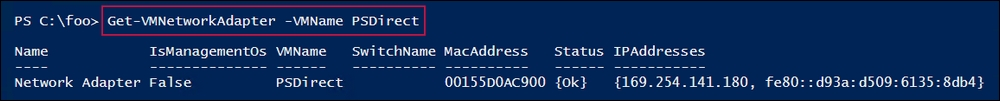 PS C:\foo> Get-VMNetworkAdapter -VMName PSDirect
Name IsManagementOs VMName SwitchName MacAddress Status IPAddresses
---- -------------- ------ ---------- ---------- ------ -----------
Network Adapter False PSDirect 00155D0AC900 {Ok} {169.254.141.180, fe80::d93a:d509:6135:8db4}